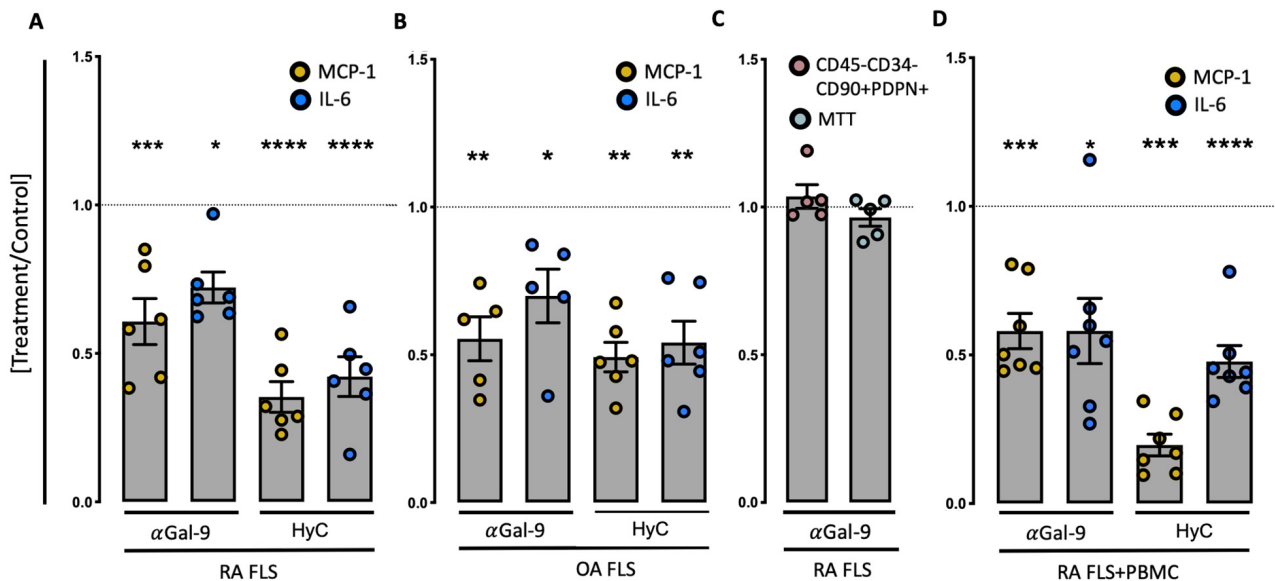 A
B
C
D
[Treatment/Control]
1.5
1.0
0.5
0.0
MCP-1
IL-6
*** * **** ****
αGal-9 HyC
RA FLS
1.5
1.0
0.5
0.0
MCP-1
IL-6
** * ** **
αGal-9 HyC
OA FLS
1.5
1.0
0.5
0.0
CD45-CD34-
CD90+PDPN+
MTT
αGal-9
RA FLS
1.5
1.0
0.5
0.0
MCP-1
IL-6
*** * *** ****
αGal-9 HyC
RA FLS+PBMC